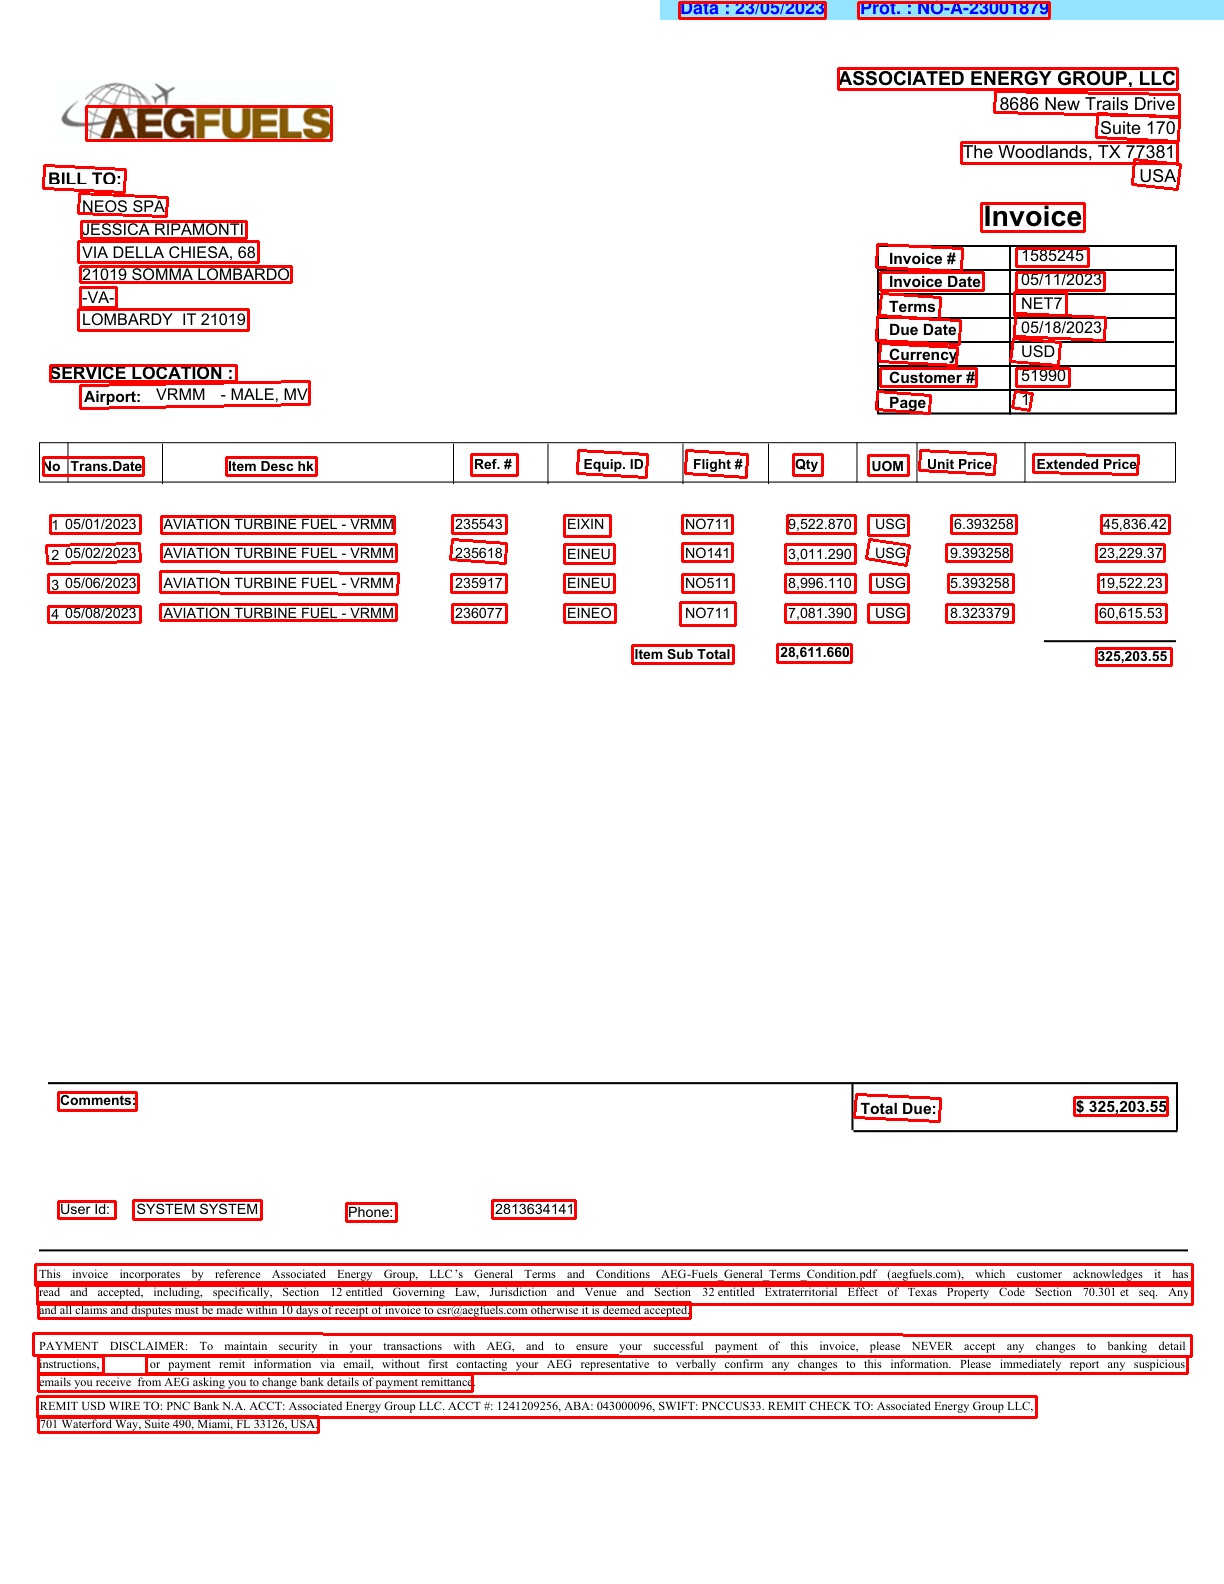 Data : 23/05/2023 Prot. : NO-A-23001879
AEGFUELS
ASSOCIATED ENERGY GROUP, LLC
8686 New Trails Drive
Suite 170
The Woodlands, TX 77381
USA
BILL TO:
NEOS SPA
JESSICA RIPAMONTI
VIA DELLA CHIESA, 68
21019 SOMMA LOMBARDO
-VA-
LOMBARDY IT 21019
Invoice
Invoice # 1585245
Invoice Date 05/11/2023
Terms NET7
Due Date 05/18/2023
Currency USD
Customer # 51990
Page 1
SERVICE LOCATION :
Airport: VRMM - MALE, MV
No Trans.Date Item Desc hk Ref. # Equip. ID Flight # Qty UOM Unit Price Extended Price
1 05/01/2023 AVIATION TURBINE FUEL - VRMM 235543 EIXIN NO711 9,522.870 USG 6.393258 45,836.42
2 05/02/2023 AVIATION TURBINE FUEL - VRMM 235618 EINEU NO141 3,011.290 USG 9.393258 23,229.37
3 05/06/2023 AVIATION TURBINE FUEL - VRMM 235917 EINEU NO511 8,996.110 USG 5.393258 19,522.23
4 05/08/2023 AVIATION TURBINE FUEL - VRMM 236077 EINEO NO711 7,081.390 USG 8.323379 60,615.53
Item Sub Total 28,611.660 325,203.55
Comments:
Total Due: $ 325,203.55
User Id: SYSTEM SYSTEM Phone: 2813634141
This invoice incorporates by reference Associated Energy Group, LLC's General Terms and Conditions AEG-Fuels_General_Terms_Condition.pdf (aegfuels.com), which customer acknowledges it has
read and accepted, including, specifically, Section 12 entitled Governing Law, Jurisdiction and Venue and Section 32 entitled Extraterritorial Effect of Texas Property Code Section 70.301 et seq. Any
and all claims and disputes must be made within 10 days of receipt of invoice to csr@aegfuels.com otherwise it is deemed accepted.
PAYMENT DISCLAIMER: To maintain security in your transactions with AEG, and to ensure your successful payment of this invoice, please NEVER accept any changes to banking detail
instructions, or payment remit information via email, without first contacting your AEG representative to verbally confirm any changes to this information. Please immediately report any suspicious
emails you receive from AEG asking you to change bank details of payment remittance.
REMIT USD WIRE TO: PNC Bank N.A. ACCT: Associated Energy Group LLC. ACCT #: 1241209256, ABA: 043000096, SWIFT: PNCCUS33. REMIT CHECK TO: Associated Energy Group LLC,
701 Waterford Way, Suite 490, Miami, FL 33126, USA.